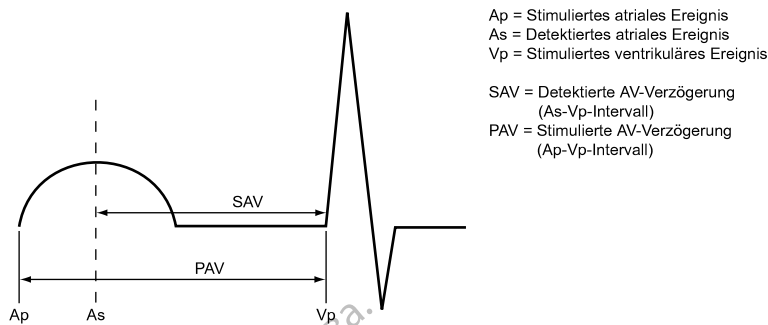 Ap = Stimuliertes atriales Ereignis
As = Detektiertes atriales Ereignis
Vp = Stimuliertes ventrikuläres Ereignis
SAV = Detektierte AV-Verzögerung
(As-Vp-Intervall)
PAV = Stimulierte AV-Verzögerung
(Ap-Vp-Intervall)
SAV
PAV
Ap As Vp